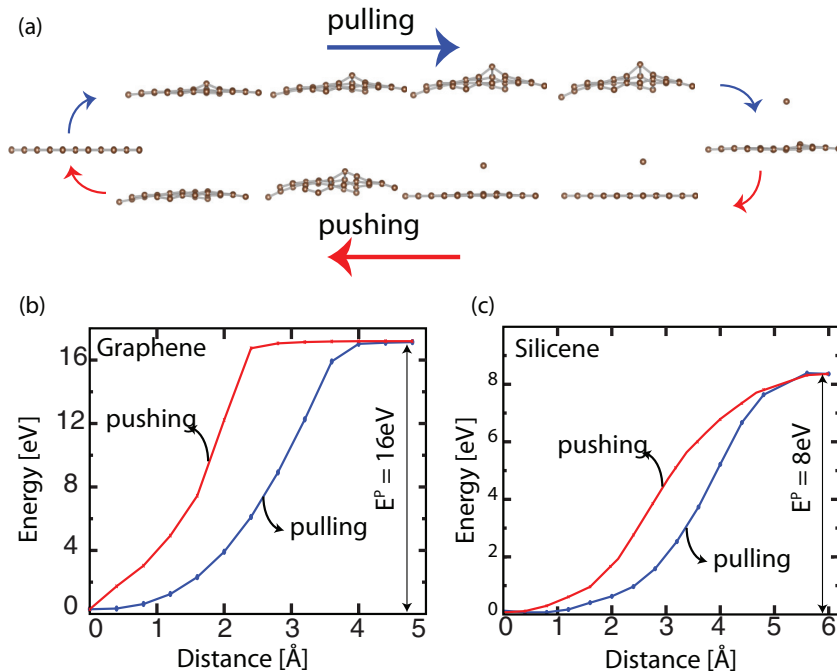 (a)
pulling
pushing
(b)
Graphene
pushing
pulling
E^P = 16eV
Energy [eV]
16
12
8
4
0
0 1 2 3 4 5
Distance [Å]
(c)
Silicene
pushing
pulling
E^P = 8eV
Energy [eV]
8
6
4
2
0
0 1 2 3 4 5 6
Distance [Å]